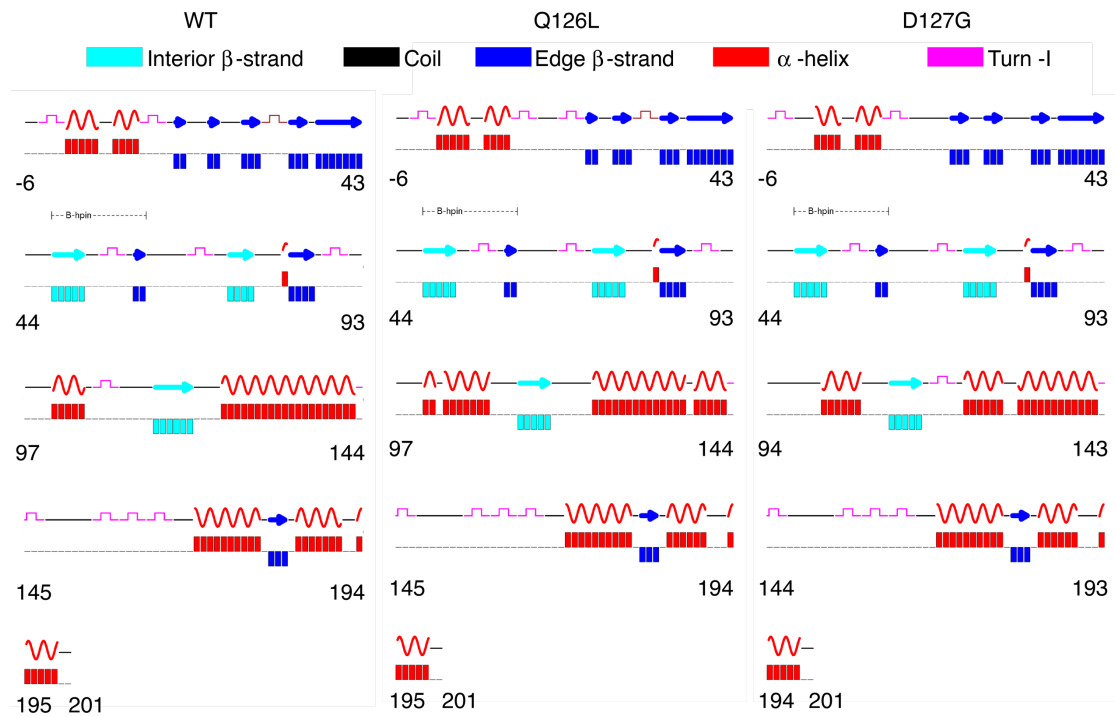 WT Q126L D127G
Interior β-strand Coil Edge β-strand α -helix Turn -I
-6 43 -6 43 -6 43
B-hpin B-hpin B-hpin
44 93 44 93 44 93
97 144 97 144 94 143
145 194 145 194 144 193
195 201 195 201 194 201